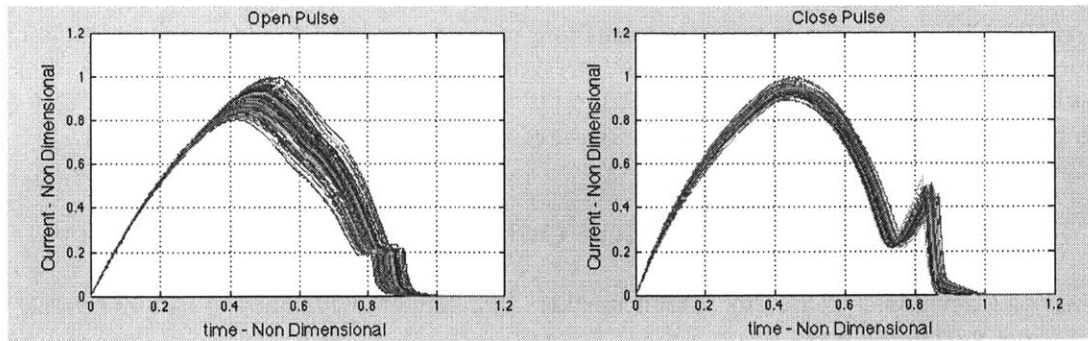 Open Pulse
Current - Non Dimensional
1.2
1
0.8
0.6
0.4
0.2
0
0 0.2 0.4 0.6 0.8 1 1.2
time - Non Dimensional
Close Pulse
Current - Non Dimensional
1.2
1
0.8
0.6
0.4
0.2
0
0 0.2 0.4 0.6 0.8 1 1.2
time - Non Dimensional